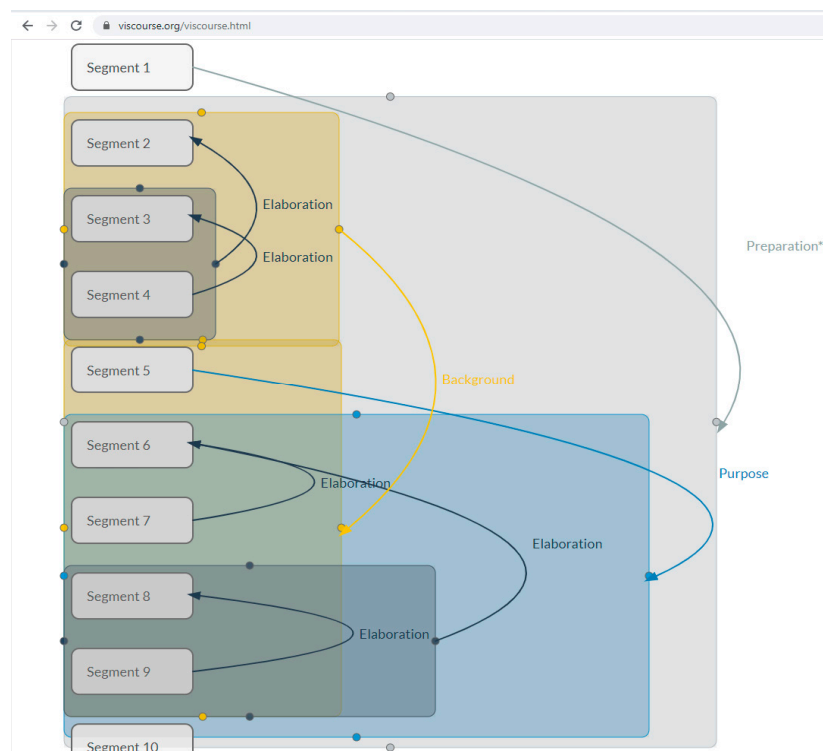 viscourse.org/viscourse.html
Segment 1
Segment 2
Elaboration
Segment 3
Preparation*
Elaboration
Segment 4
Segment 5
Background
Segment 6
Purpose
Elaboration
Segment 7
Elaboration
Segment 8
Elaboration
Segment 9
Segment 10